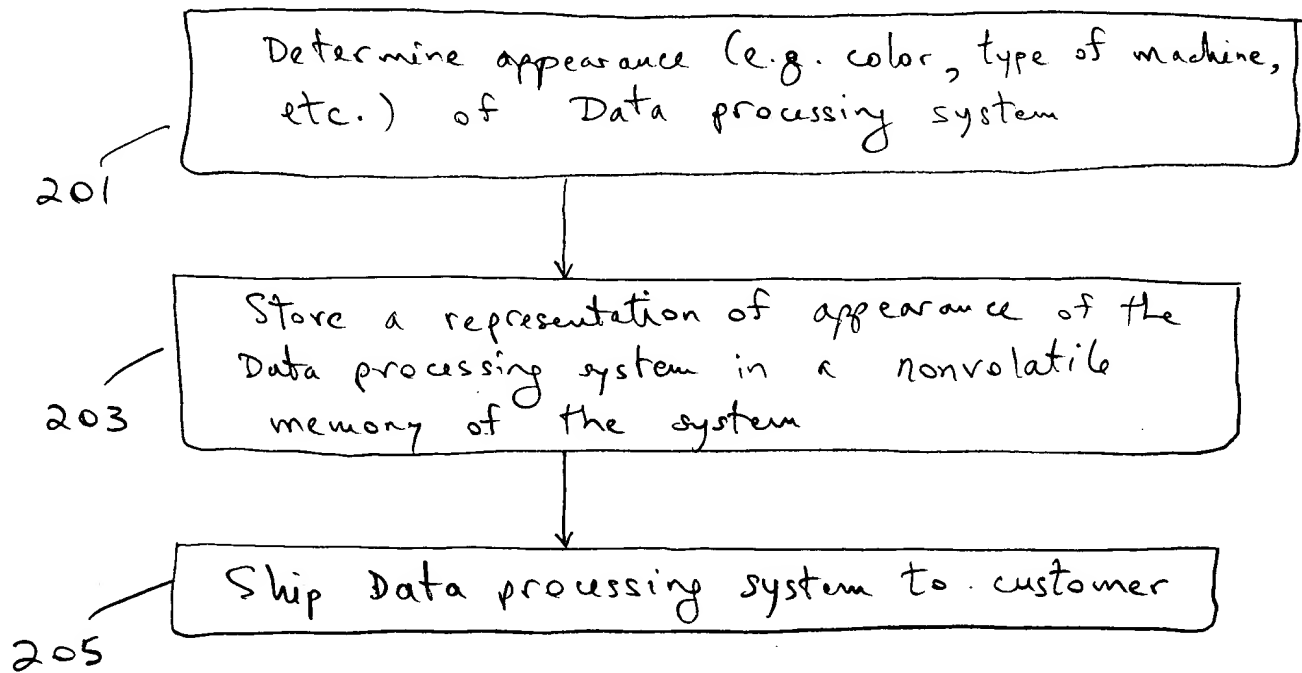 Determine appearance (e.g. color, type of machine,
etc.) of Data processing system
201
Store a representation of appearance of the
Data processing system in a nonvolatile
memory of the system
203
Ship Data processing system to customer
205